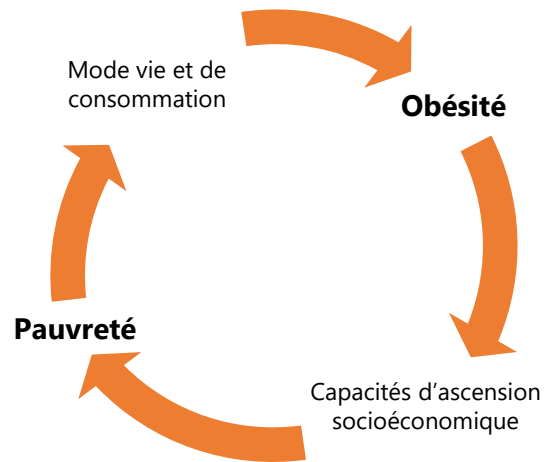 Mode vie et de
consommation
Obésité
Pauvreté
Capacités d’ascension
socioéconomique